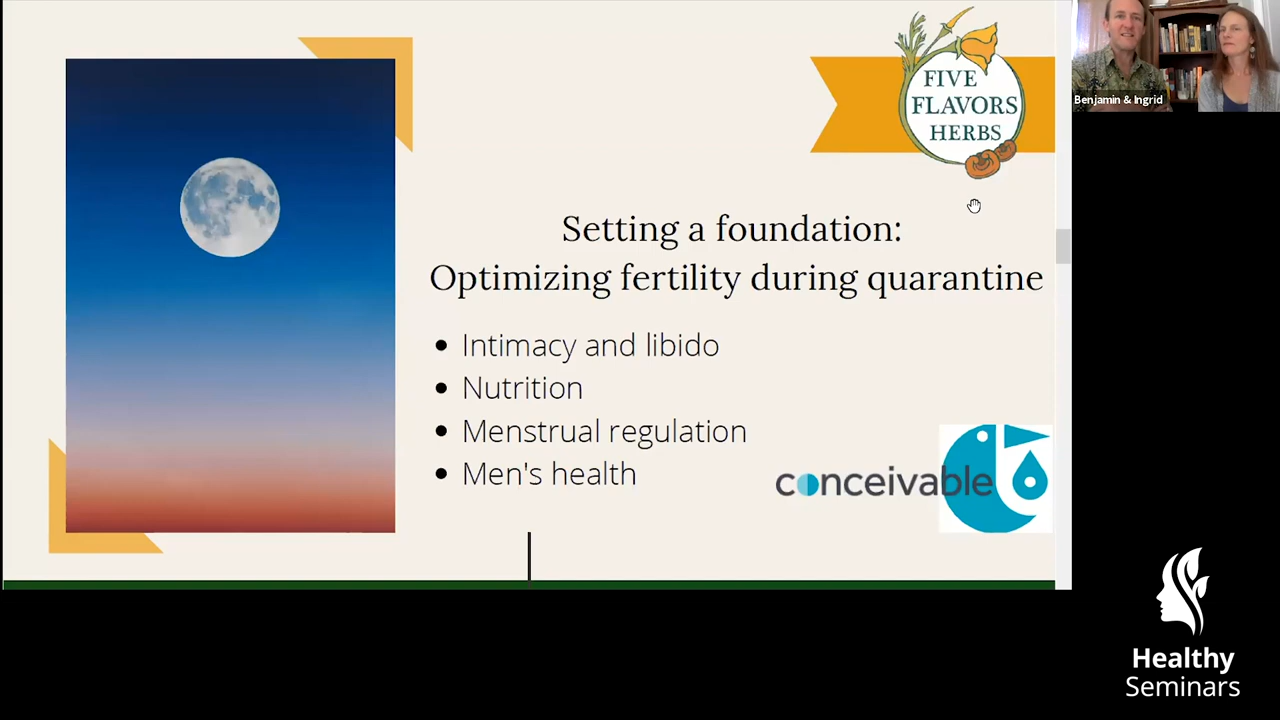 Benjamin & Ingrid
FIVE
FLAVORS
HERBS
Setting a foundation:
Optimizing fertility during quarantine
• Intimacy and libido
• Nutrition
• Menstrual regulation
• Men's health
conceivable
Healthy
Seminars